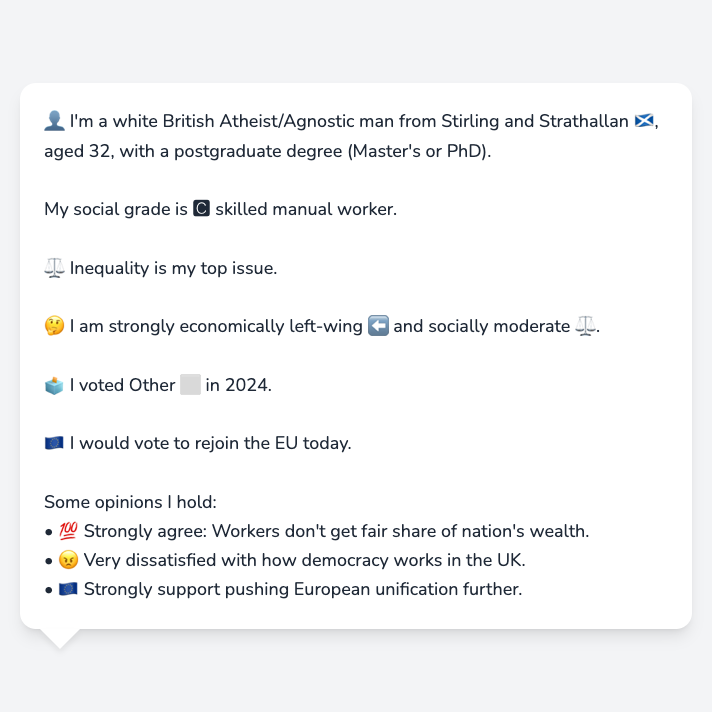 👤 I'm a white British Atheist/Agnostic man from Stirling and Strathallan 🏴󠁧󠁢󠁳󠁣󠁴󠁿,
aged 32, with a postgraduate degree (Master's or PhD).
My social grade is 🅲 skilled manual worker.
⚖️ Inequality is my top issue.
🤔 I am strongly economically left-wing ⬅️ and socially moderate ⚖️.
🗳️ I voted Other ⬜ in 2024.
🇪🇺 I would vote to rejoin the EU today.
Some opinions I hold:
• 💯 Strongly agree: Workers don't get fair share of nation's wealth.
• 😠 Very dissatisfied with how democracy works in the UK.
• 🇪🇺 Strongly support pushing European unification further.